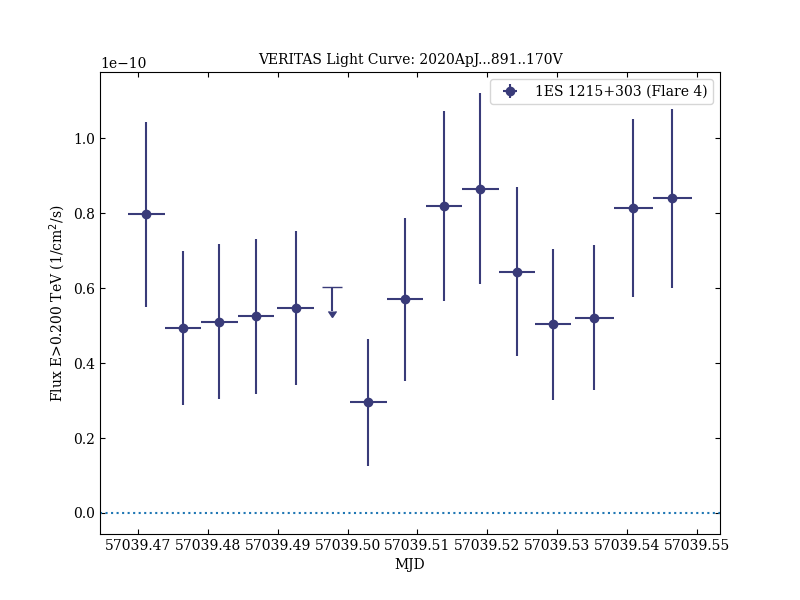 VERITAS Light Curve: 2020ApJ...891..170V
1e−10
1ES 1215+303 (Flare 4)
Flux E>0.200 TeV (1/cm²/s)
1.0
0.8
0.6
0.4
0.2
0.0
57039.47 57039.48 57039.49 57039.50 57039.51 57039.52 57039.53 57039.54 57039.55
MJD